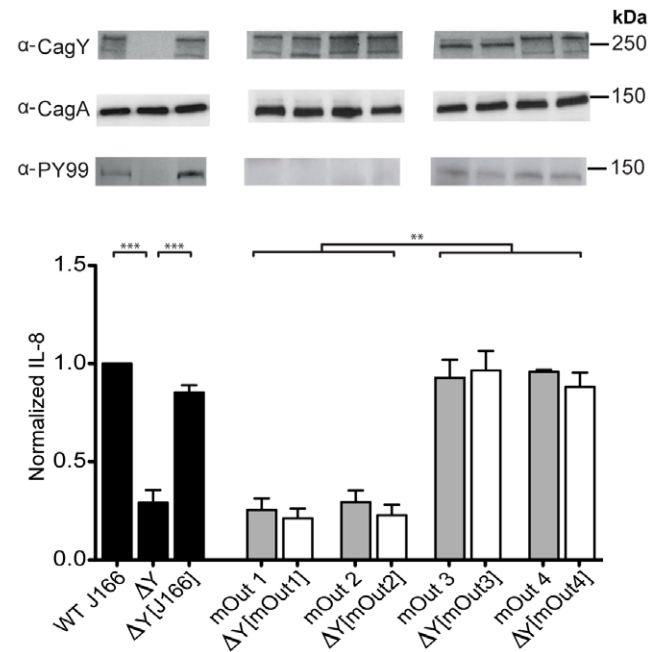 kDa
α-CagY
250
α-CagA
150
α-PY99
150
*** *** **
1.5
1.0
0.5
0.0
Normalized IL-8
WT J166
ΔY
ΔY[J166]
mOut 1
ΔY[mOut1]
mOut 2
ΔY[mOut2]
mOut 3
ΔY[mOut3]
mOut 4
ΔY[mOut4]